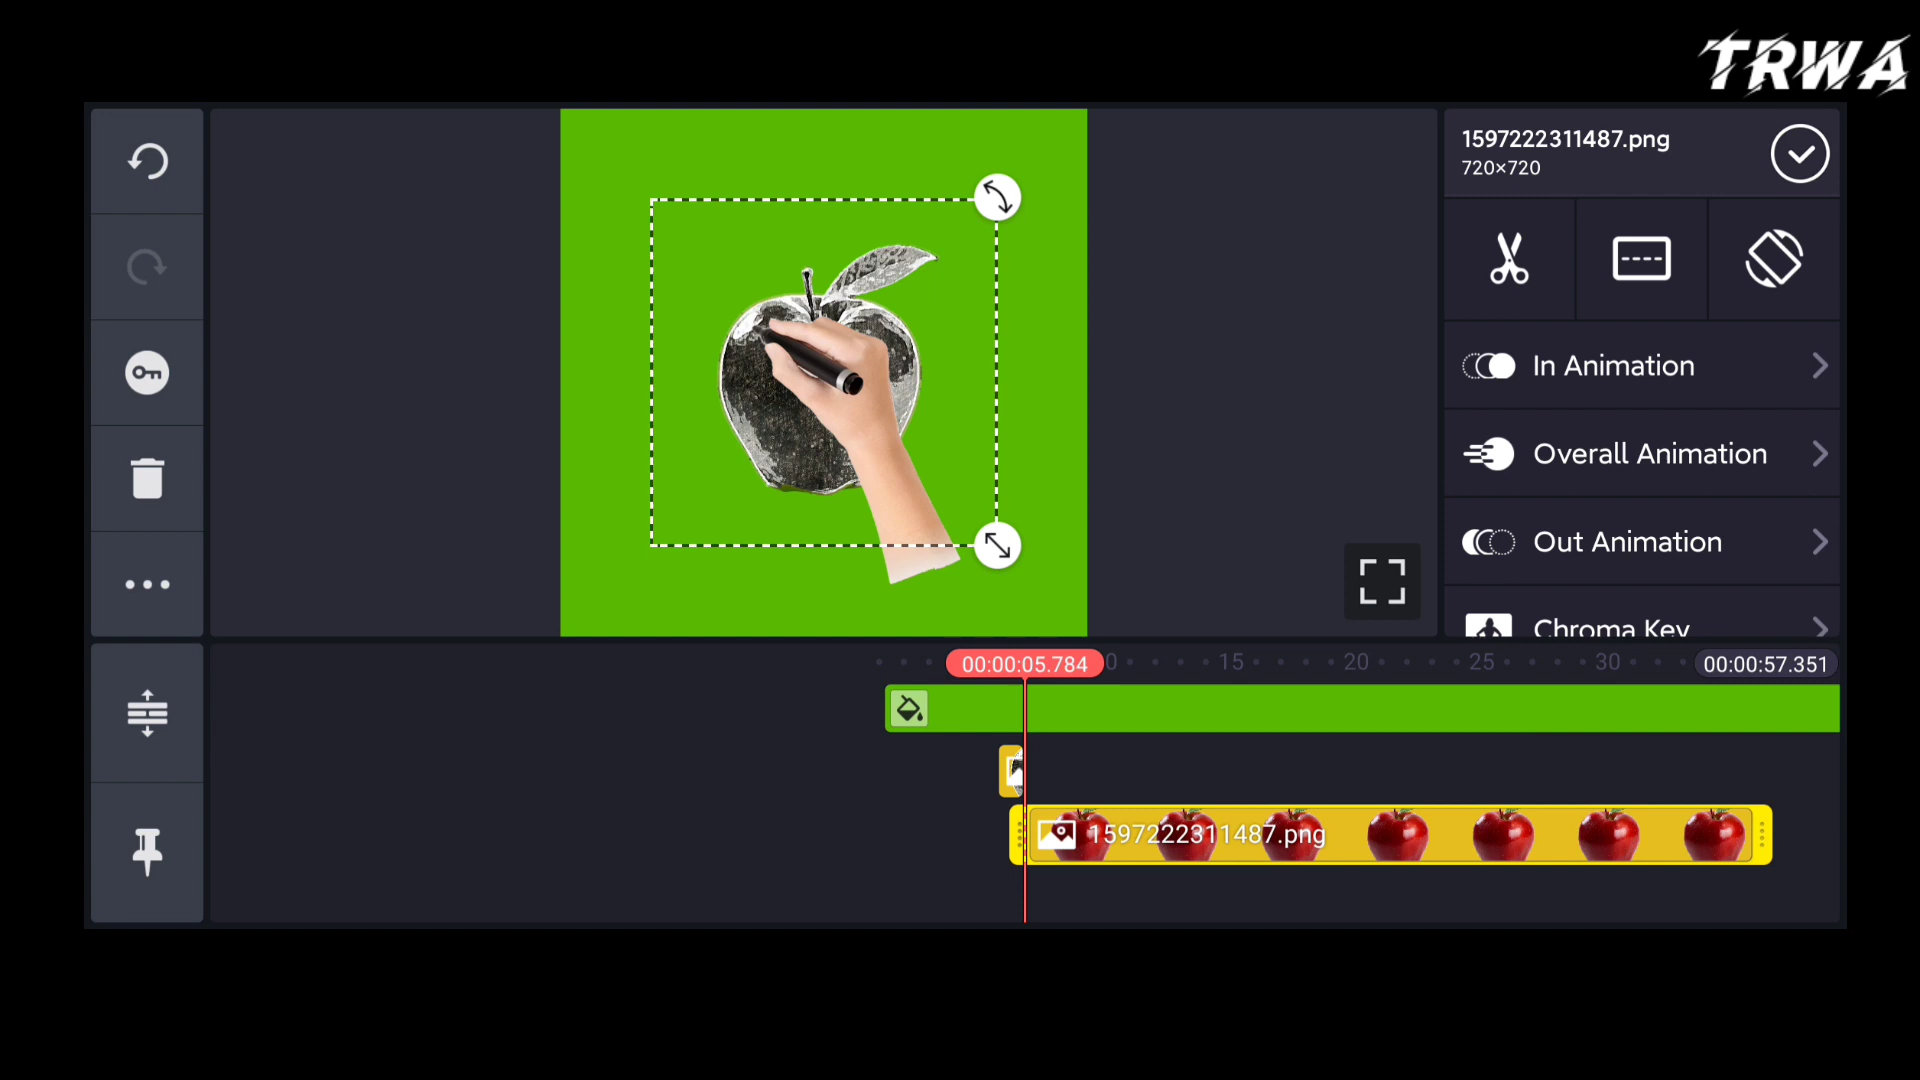 TRWA
1597222311487.png
720×720
In Animation
Overall Animation
Out Animation
Chroma Key
00:00:05.784
0
15
20
25
30
00:00:57.351
1597222311487.png